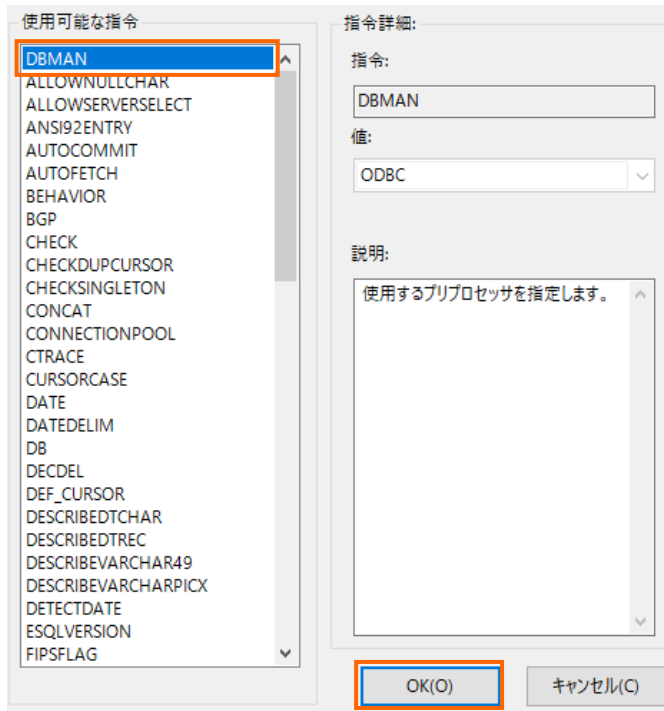 使用可能な指令
DBMAN
ALLOWNULLCHAR
ALLOWSERVERSELECT
ANSI92ENTRY
AUTOCOMMIT
AUTOFETCH
BEHAVIOR
BGP
CHECK
CHECKDUPCURSOR
CHECKSINGLETON
CONCAT
CONNECTIONPOOL
CTRACE
CURSORCASE
DATE
DATEDELIM
DB
DECDEL
DEF_CURSOR
DESCRIBEDTCHAR
DESCRIBEDTREC
DESCRIBEVARCHAR49
DESCRIBEVARCHARPICX
DETECTDATE
ESQLVERSION
FIPSFLAG
指令詳細:
指令:
DBMAN
値:
ODBC
説明:
使用するプリプロセッサを指定します。
OK(O)
キャンセル(C)